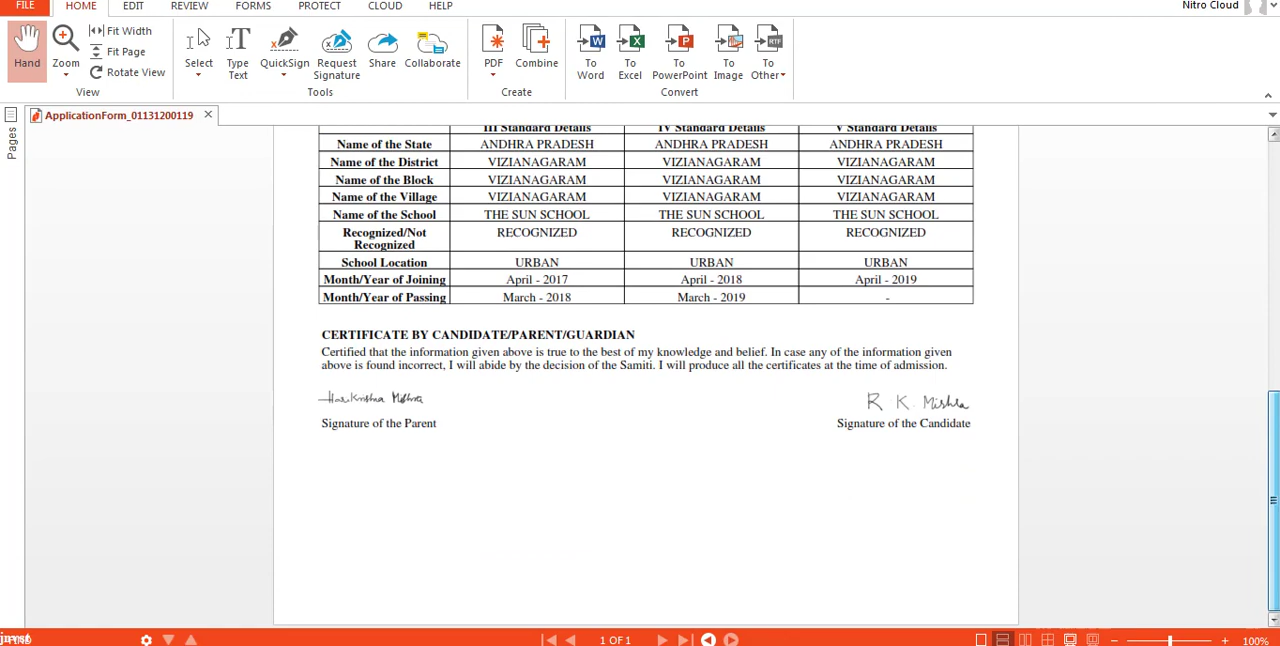 FILE HOME EDIT REVIEW FORMS PROTECT CLOUD HELP Nitro Cloud
Hand
Zoom
Fit Width
Fit Page
Rotate View
View
Select
Type Text
QuickSign
Request Signature
Share
Collaborate
Tools
PDF
Combine
Create
To Word
To Excel
To PowerPoint
To Image
To Other
Convert
Pages
ApplicationForm_01131200119
III Standard Details IV Standard Details V Standard Details
Name of the State ANDHRA PRADESH ANDHRA PRADESH ANDHRA PRADESH
Name of the District VIZIANAGARAM VIZIANAGARAM VIZIANAGARAM
Name of the Block VIZIANAGARAM VIZIANAGARAM VIZIANAGARAM
Name of the Village VIZIANAGARAM VIZIANAGARAM VIZIANAGARAM
Name of the School THE SUN SCHOOL THE SUN SCHOOL THE SUN SCHOOL
Recognized/Not Recognized RECOGNIZED RECOGNIZED RECOGNIZED
School Location URBAN URBAN URBAN
Month/Year of Joining April - 2017 April - 2018 April - 2019
Month/Year of Passing March - 2018 March - 2019 -
CERTIFICATE BY CANDIDATE/PARENT/GUARDIAN
Certified that the information given above is true to the best of my knowledge and belief. In case any of the information given
above is found incorrect, I will abide by the decision of the Samiti. I will produce all the certificates at the time of admission.
R K. Mishra
Signature of the Parent Signature of the Candidate
1 OF 1
100%